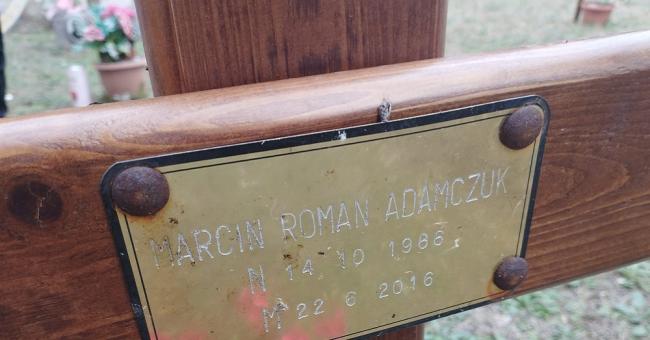 MARCIN ROMAN ADAMCZUK
N 14 10 1986
M 22 6 2016